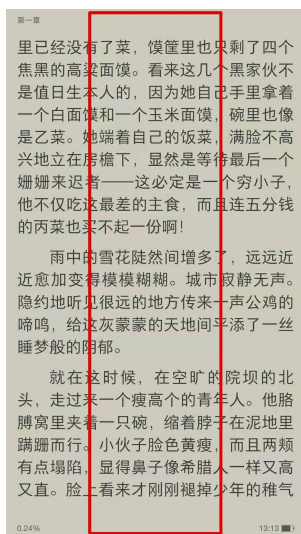 第一章
里已经没有了菜，馍筐里也只剩了四个
焦黑的高粱面馍。看来这几个黑家伙不
是值日生本人的，因为她自己手里拿着
一个白面馍和一个玉米面馍，碗里也像
是乙菜。她端着自己的饭菜，满脸不高
兴地立在房檐下，显然是等待最后一个
姗姗来迟者——这必定是一个穷小子，
他不仅吃这最差的主食，而且连五分钱
的丙菜也买不起一份啊！
雨中的雪花陡然间增多了，远远近
近愈加变得模模糊糊。城市寂静无声。
隐约地听见很远的地方传来一声公鸡的
啼鸣，给这灰蒙蒙的天地间平添了一丝
睡梦般的阴郁。
就在这时候，在空旷的院坝的北
头，走过来一个瘦高个的青年人。他胳
膊窝里夹着一只碗，缩着脖子在泥地里
蹒跚而行。小伙子脸色黄瘦，而且两颊
有点塌陷，显得鼻子像希腊人一样又高
又直。脸上看来才刚刚褪掉少年的稚气
0.24%
13:13